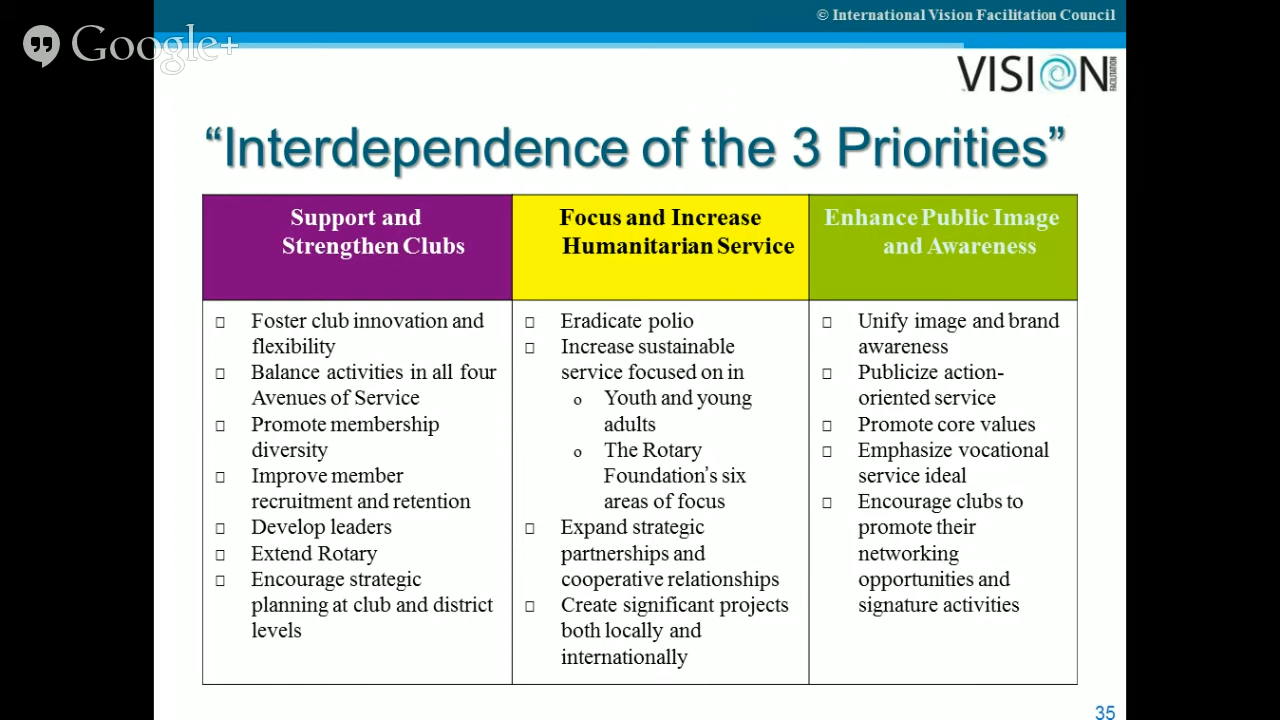 © International Vision Facilitation Council
Google+
VISION
FACILITATION
“Interdependence of the 3 Priorities”
Support and
Strengthen Clubs
Focus and Increase
Humanitarian Service
Enhance Public Image
and Awareness
Foster club innovation and
flexibility
Balance activities in all four
Avenues of Service
Promote membership
diversity
Improve member
recruitment and retention
Develop leaders
Extend Rotary
Encourage strategic
planning at club and district
levels
Eradicate polio
Increase sustainable
service focused on in
o Youth and young
adults
o The Rotary
Foundation’s six
areas of focus
Expand strategic
partnerships and
cooperative relationships
Create significant projects
both locally and
internationally
Unify image and brand
awareness
Publicize action-
oriented service
Promote core values
Emphasize vocational
service ideal
Encourage clubs to
promote their
networking
opportunities and
signature activities
35